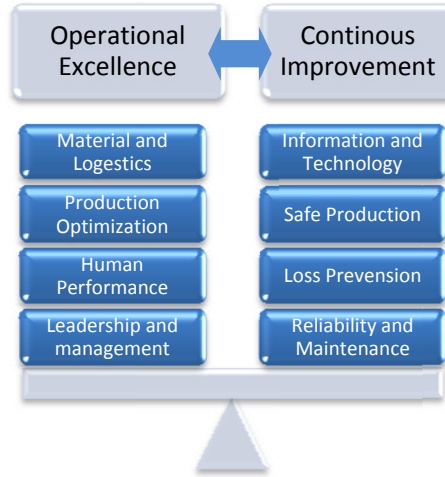 Operational
Excellence
Continous
Improvement
Material and
Logestics
Production
Optimization
Human
Performance
Leadership and
management
Information and
Technology
Safe Production
Loss Prevension
Reliability and
Maintenance